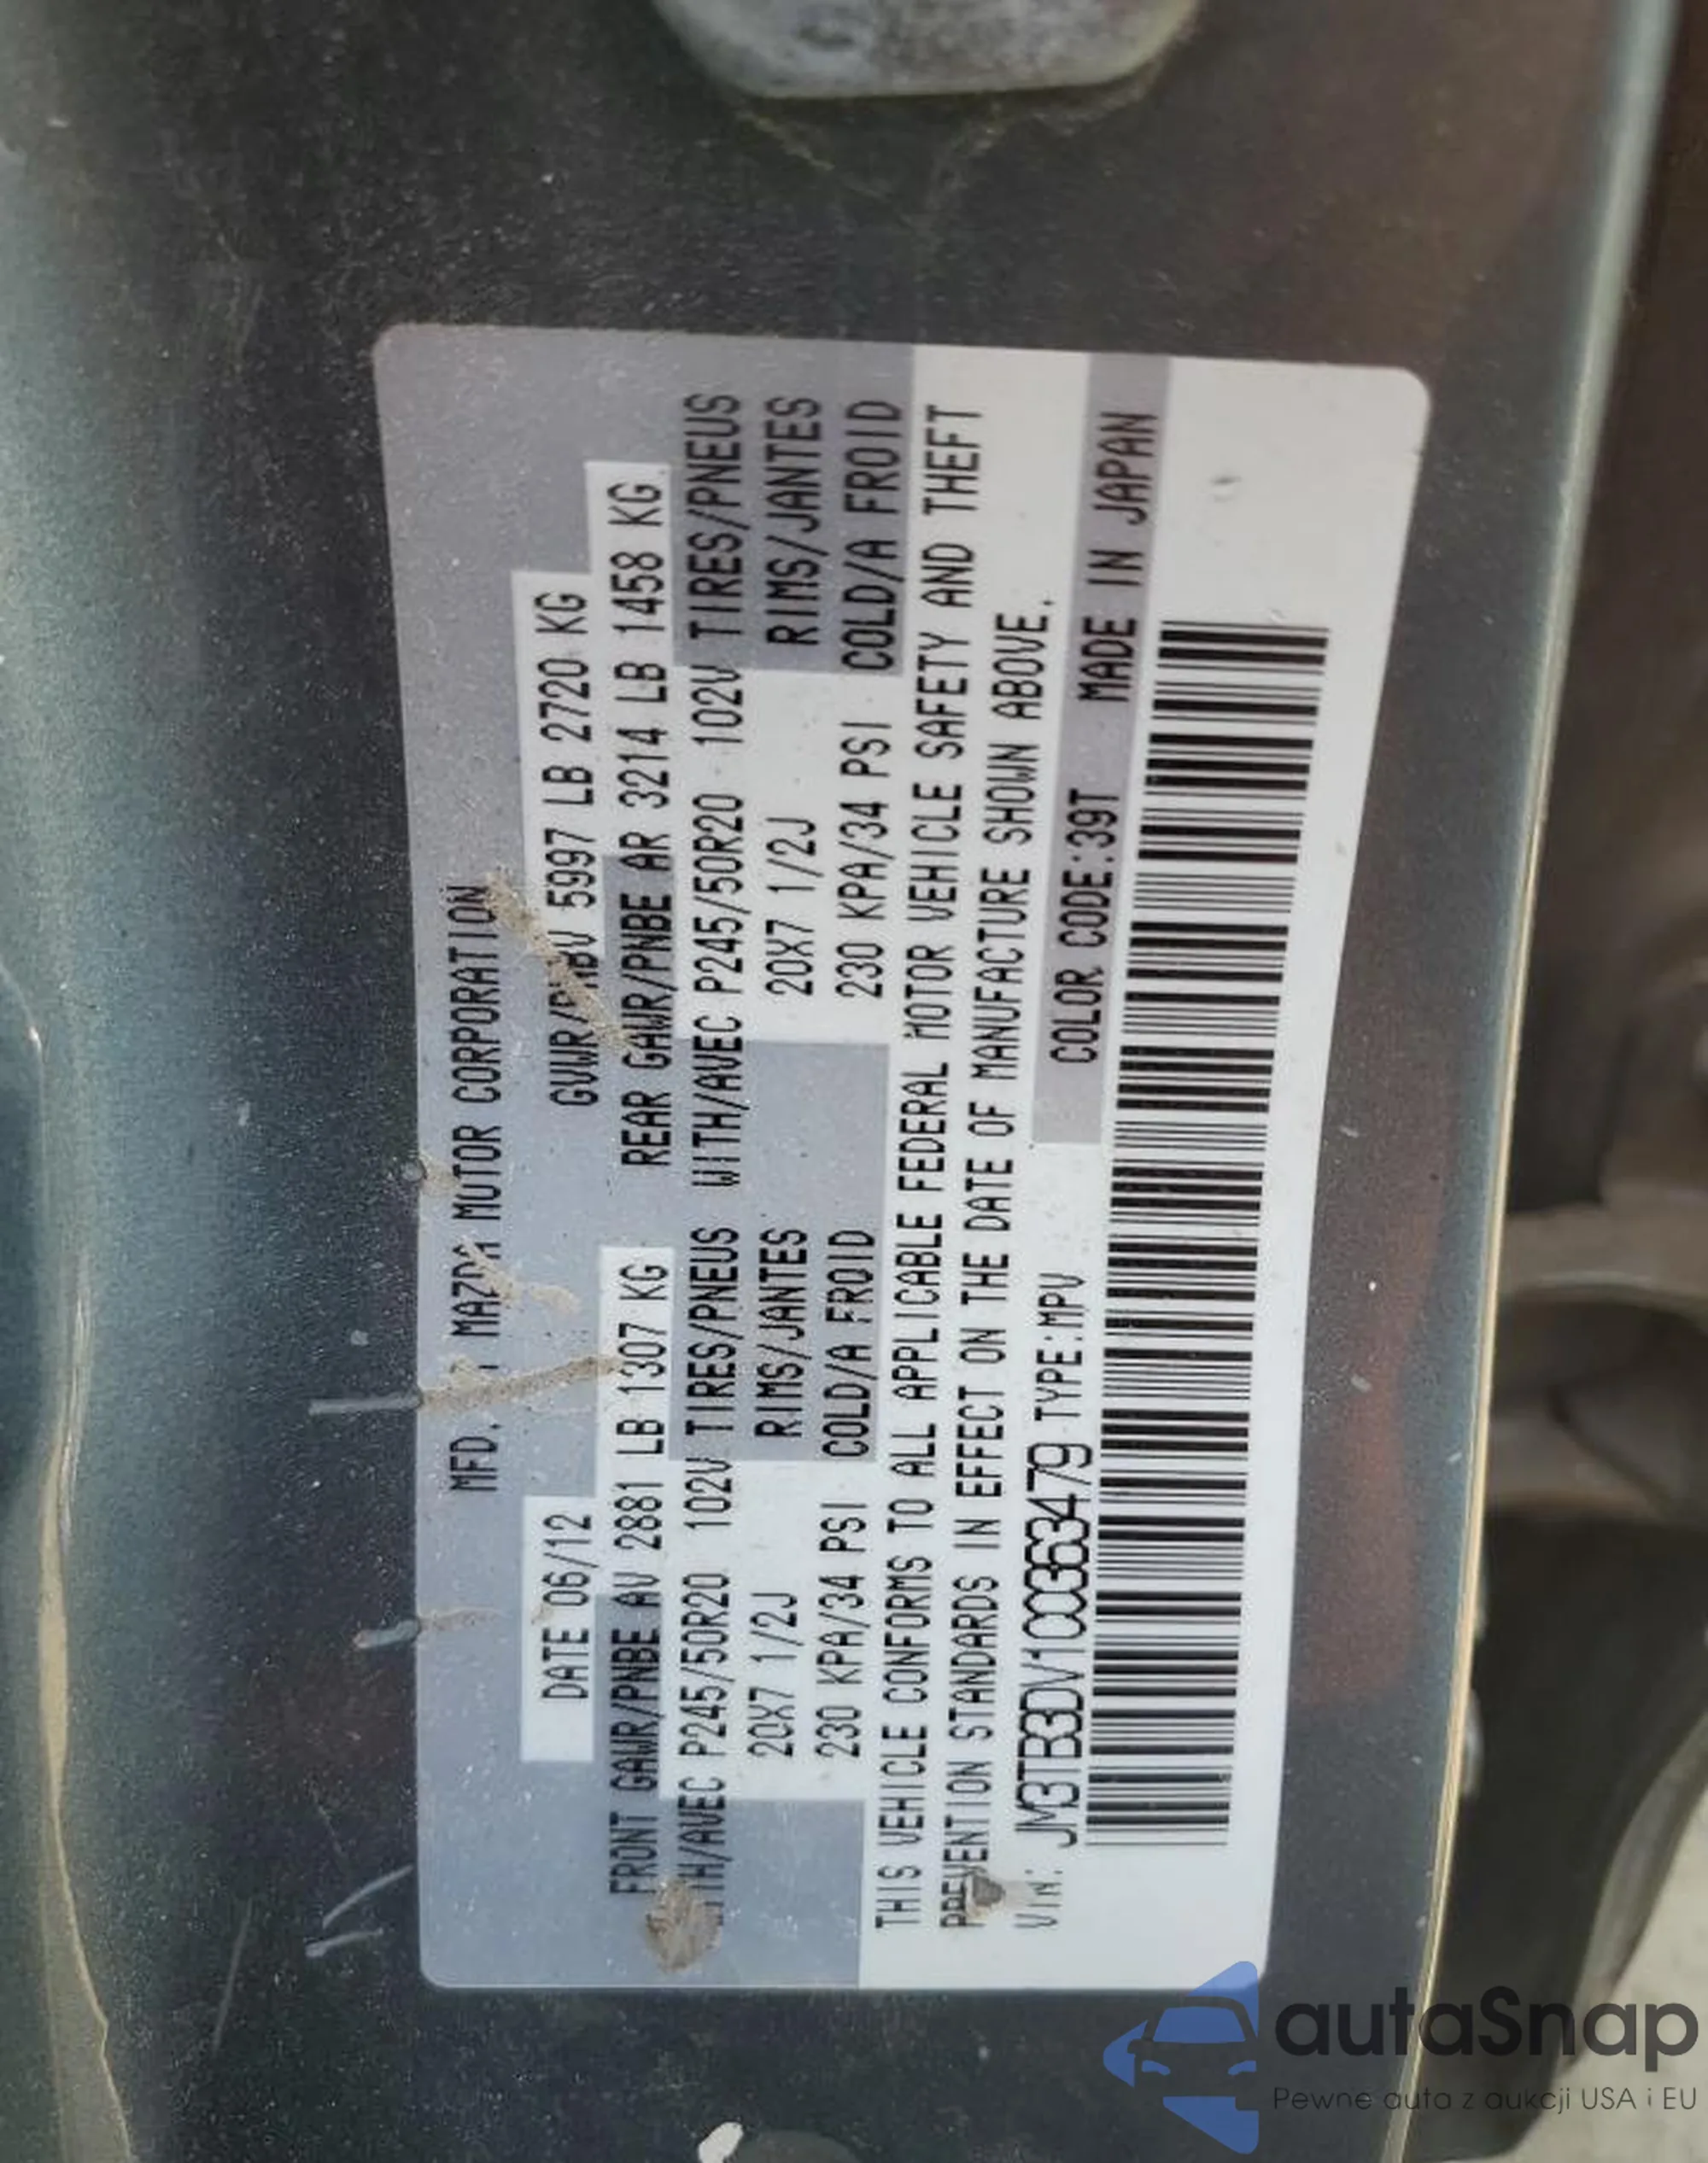 MFD. MAZDA MOTOR CORPORATION
DATE 06/12 GVWR/PNBV 5997 LB 2720 KG
FRONT GAWR/PNBE AV 2881 LB 1307 KG REAR GAWR/PNBE AR 3214 LB 1458 KG
WITH/AVEC P245/50R20 102V TIRES/PNEUS WITH/AVEC P245/50R20 102V TIRES/PNEUS
20X7 1/2J RIMS/JANTES 20X7 1/2J RIMS/JANTES
230 KPA/34 PSI COLD/A FROID 230 KPA/34 PSI COLD/A FROID
THIS VEHICLE CONFORMS TO ALL APPLICABLE FEDERAL MOTOR VEHICLE SAFETY AND THEFT
PREVENTION STANDARDS IN EFFECT ON THE DATE OF MANUFACTURE SHOWN ABOVE.
VIN: JM3TB3DV1C0363479 TYPE:MPV COLOR CODE:39T MADE IN JAPAN
autaSnap
Pewne auta z aukcji USA i EU